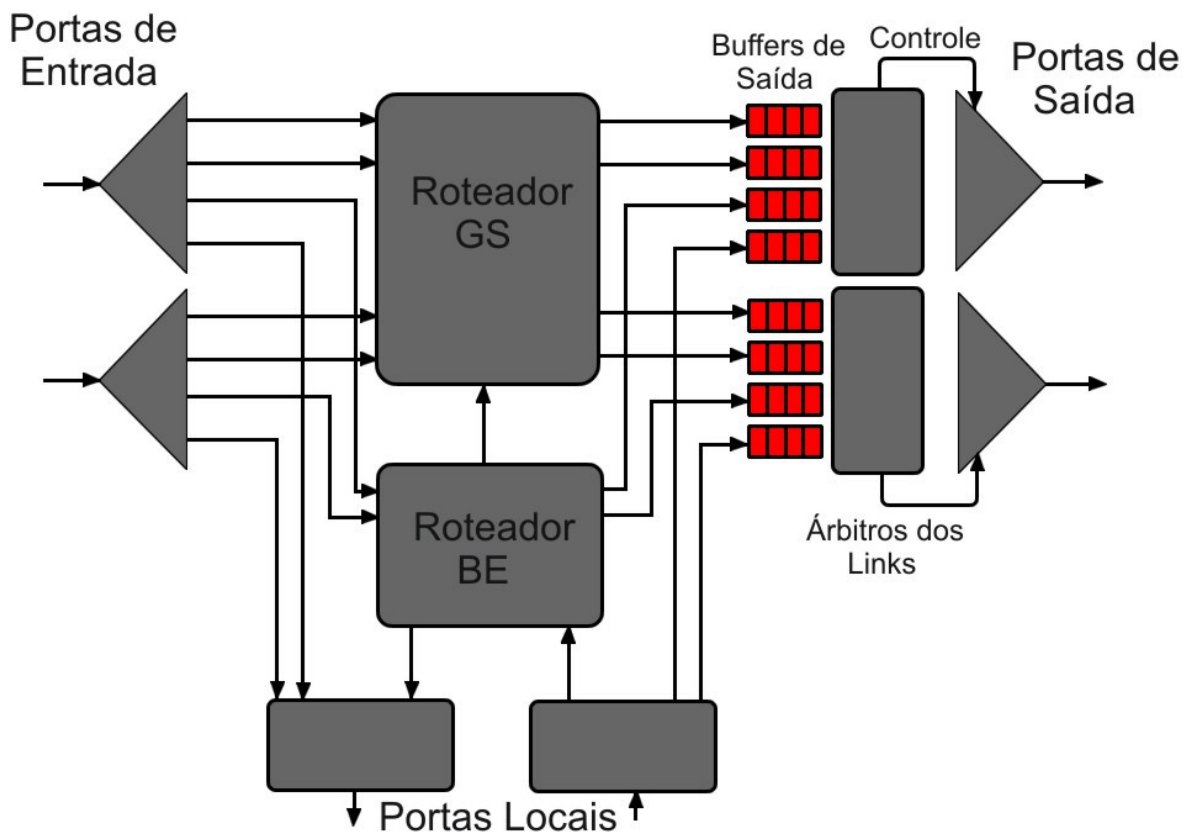 Portas de
Entrada
Buffers de
Saída
Controle
Portas de
Saída
Roteador
GS
Roteador
BE
Árbitros dos
Links
Portas Locais